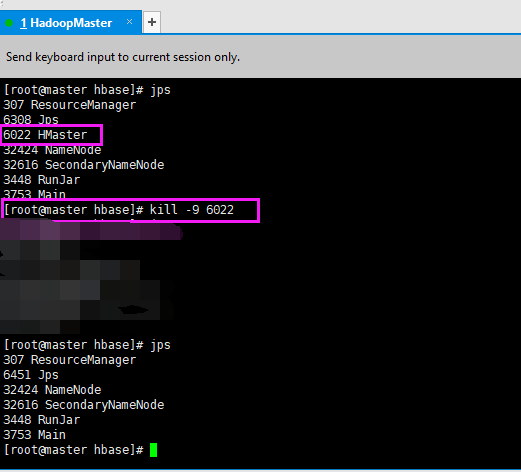 1 HadoopMaster × +
Send keyboard input to current session only.
[root@master hbase]# jps
307 ResourceManager
6308 Jps
6022 HMaster
32424 NameNode
32616 SecondaryNameNode
3448 RunJar
3753 Main
[root@master hbase]# kill -9 6022
[root@master hbase]# jps
307 ResourceManager
6451 Jps
32424 NameNode
32616 SecondaryNameNode
3448 RunJar
3753 Main
[root@master hbase]#